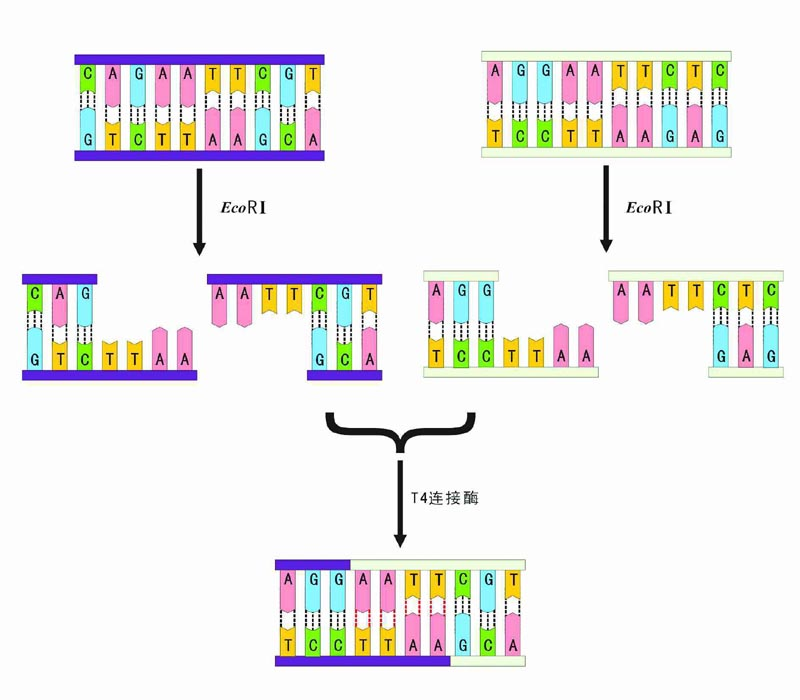 C A G A A T T C G T
G T C T T A A G C A
A G G A A T T C T C
T C C T T A A G A G
EcoRI
EcoRI
C A G
G T C T T A A
A A T T C G T
G C A
A G G
T C C T T A A
A A T T C T C
G A G
T4连接酶
A G G A A T T C G T
T C C T T A A G C A